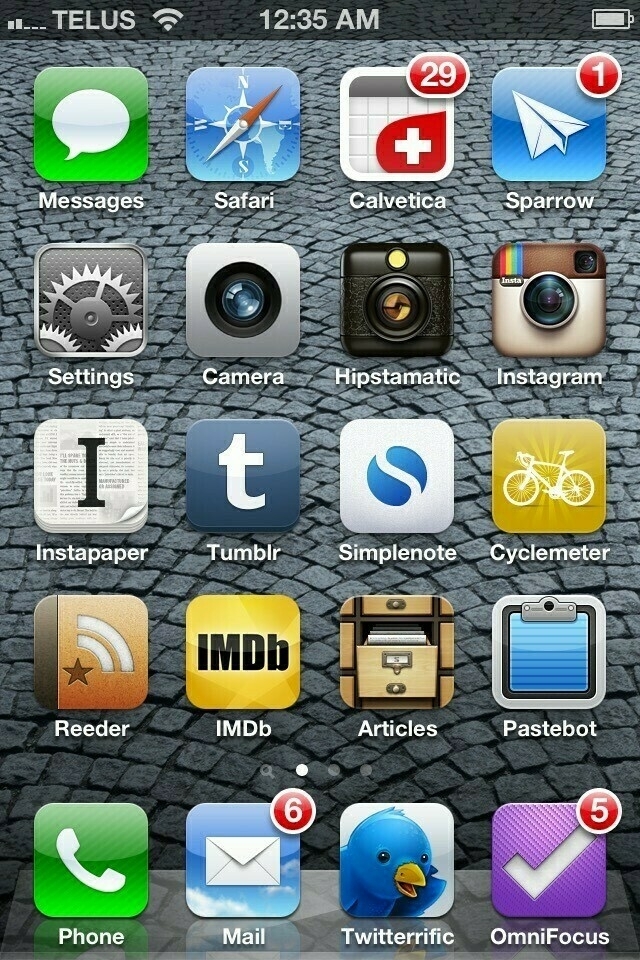 TELUS 12:35 AM
29 1
Messages Safari Calvetica Sparrow
Insta
Settings Camera Hipstamatic Instagram
I t
Instapaper Tumblr Simplenote Cyclemeter
IMDb
Reeder IMDb Articles Pastebot
6 5
Phone Mail Twitterrific OmniFocus